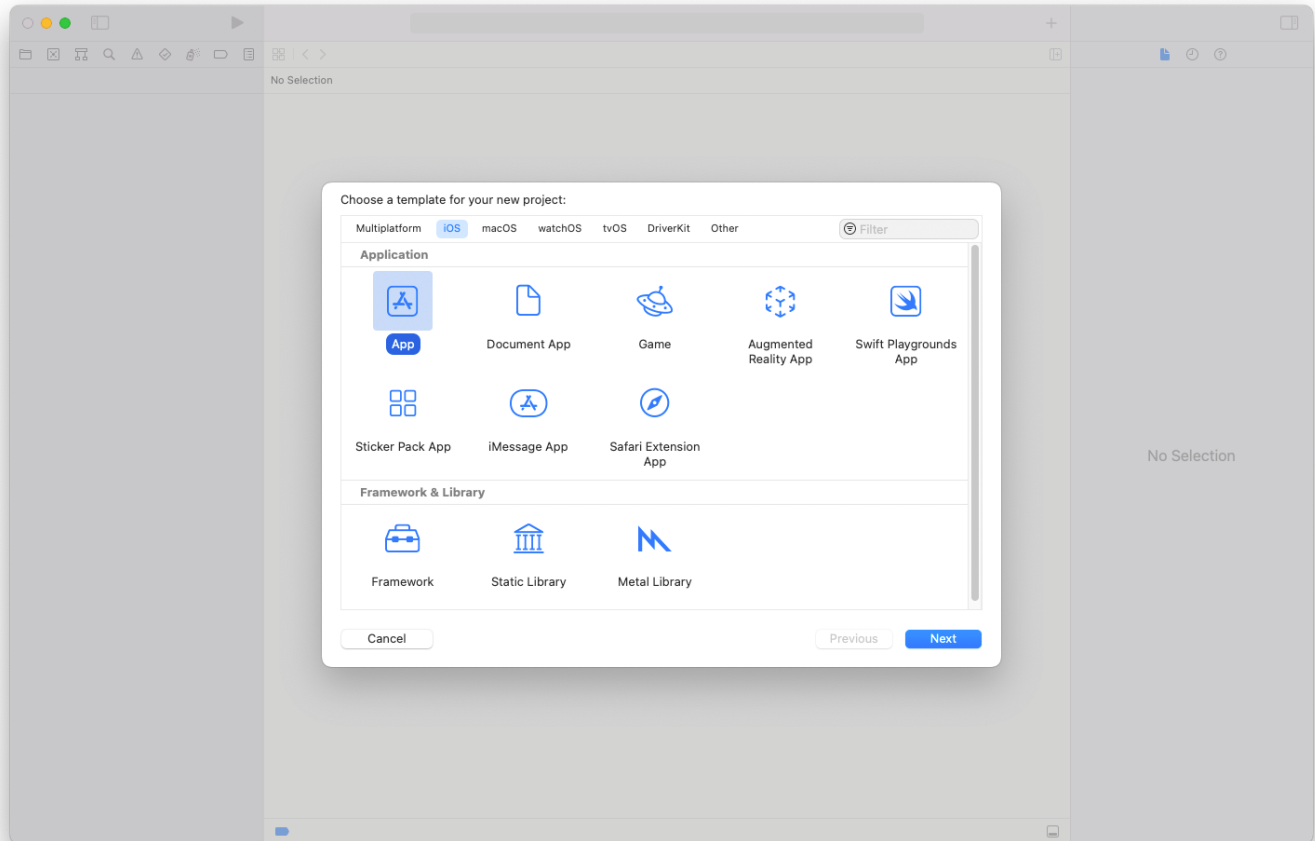 No Selection
Choose a template for your new project:
Multiplatform iOS macOS watchOS tvOS DriverKit Other Filter
Application
App Document App Game Augmented Reality App Swift Playgrounds App
Sticker Pack App iMessage App Safari Extension App
No Selection
Framework & Library
Framework Static Library Metal Library
Cancel Previous Next